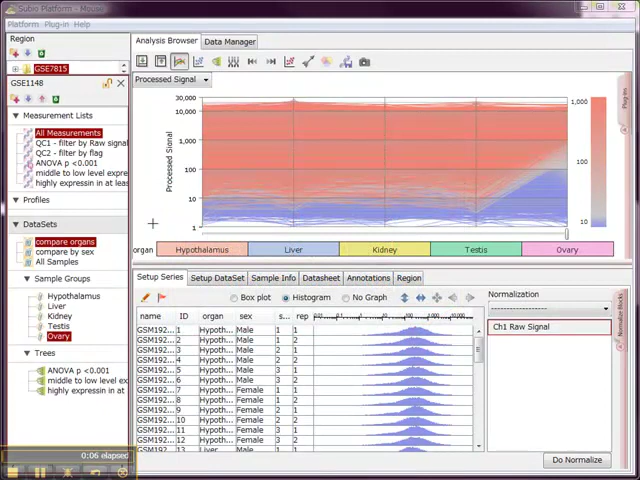 Subio Platform - Mouse
Platform Plug-in Help
Region
GSE7815
GSE1148
Measurement Lists
All Measurements
QC1 - filter by Raw signal
QC2 - filter by flag
ANOVA p <0.001
middle to low level expre
highly expressin in at leas
Profiles
DataSets
compare organs
compare by sex
All Samples
Sample Groups
Hypothalamus
Liver
Kidney
Testis
Ovary
Trees
ANOVA p <0.001
middle to low level ex
highly expressin in at
0:06 elapsed
Analysis Browser Data Manager
Processed Signal
Processed Signal
30,000
10,000
1,000
100
10
1
1,000
100
10
organ Hypothalamus Liver Kidney Testis Ovary
Plug-ins
Setup Series Setup DataSet Sample Info Datasheet Annotations Region
Box plot Histogram No Graph
name ID organ sex s... rep
GSM192... 1 Hypoth... Male 1 1
GSM192... 2 Hypoth... Male 1 2
GSM192... 3 Hypoth... Male 2 1
GSM192... 4 Hypoth... Male 2 2
GSM192... 5 Hypoth... Male 3 1
GSM192... 6 Hypoth... Male 3 2
GSM192... 7 Hypoth... Female 1 1
GSM192... 8 Hypoth... Female 1 2
GSM192... 9 Hypoth... Female 2 1
GSM192... 10 Hypoth... Female 2 2
GSM192... 11 Hypoth... Female 3 1
GSM192... 12 Hypoth... Female 3 2
GSM192... 13 Liver Male 1 1
Normalization
Ch1 Raw Signal
Do Normalize
Normalize Blocks